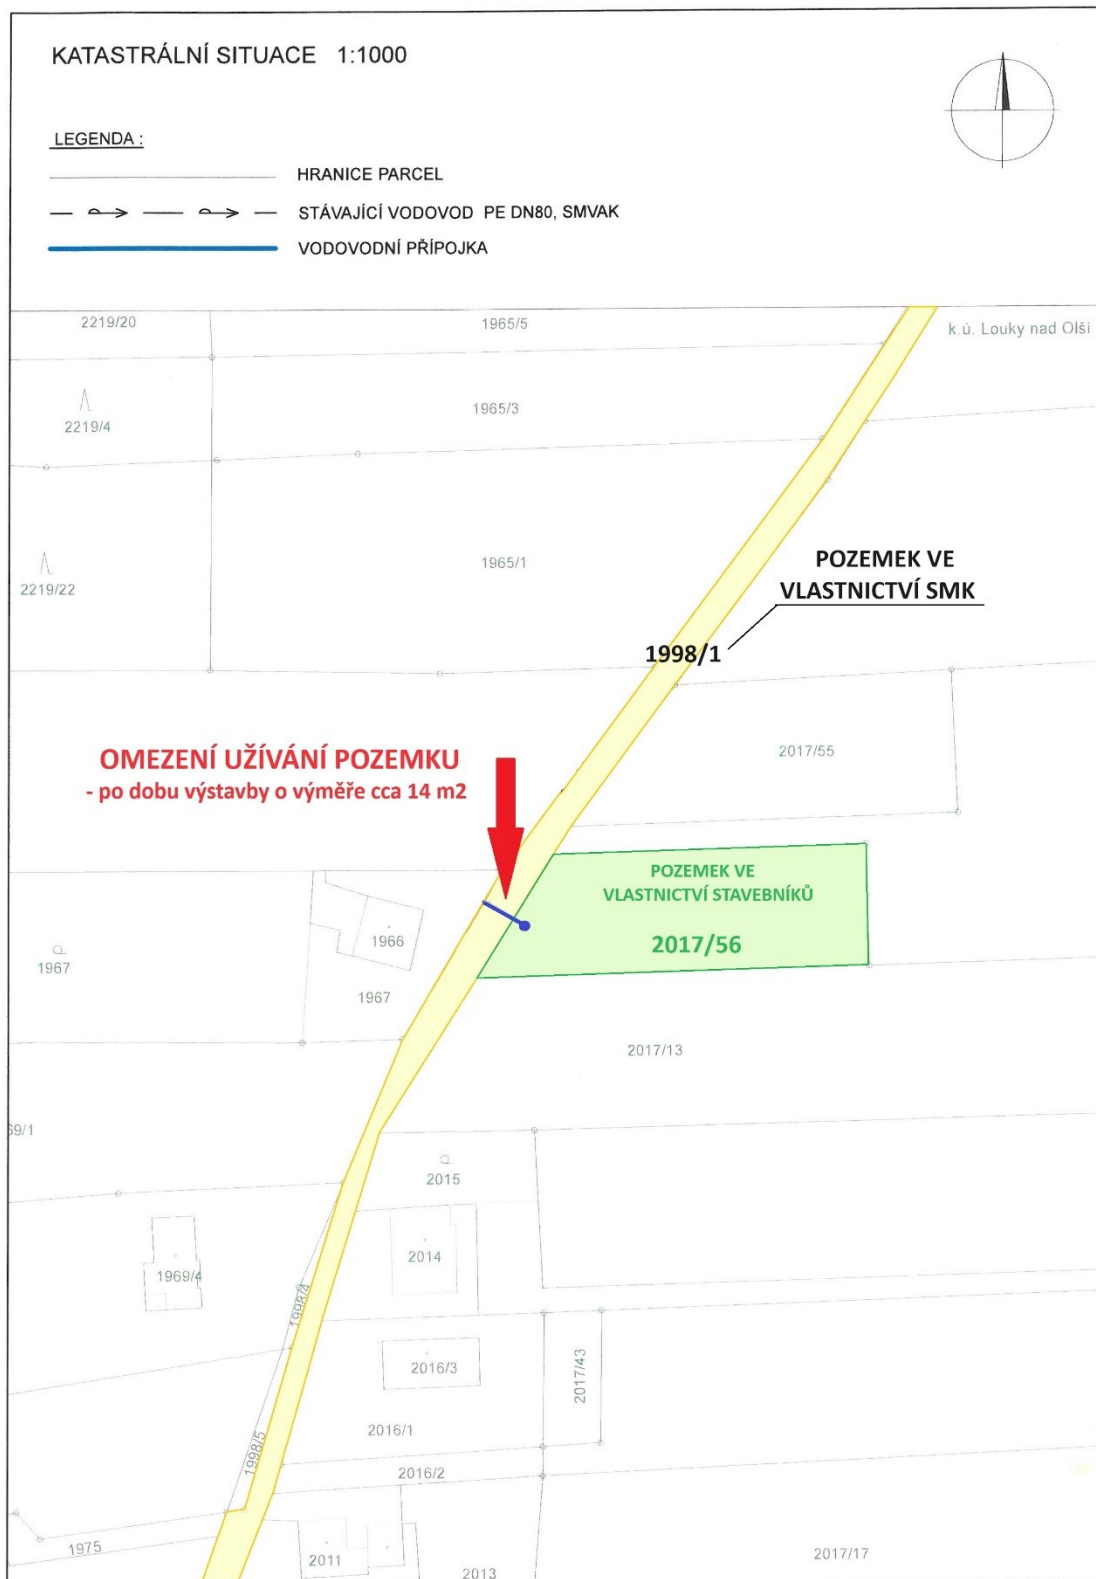 KATASTRÁLNÍ SITUACE 1:1000
LEGENDA :
HRANICE PARCEL
STÁVAJÍCÍ VODOVOD PE DN80, SMVAK
VODOVODNÍ PŘÍPOJKA
2219/20
1965/5
k.ú. Louky nad Olší
2219/4
1965/3
2219/22
1965/1
POZEMEK VE
VLASTNICTVÍ SMK
1998/1
2017/55
OMEZENÍ UŽÍVÁNÍ POZEMKU
- po dobu výstavby o výměře cca 14 m2
POZEMEK VE
VLASTNICTVÍ STAVEBNÍKŮ
2017/56
1966
1967
1967
2017/13
69/1
2015
2014
1969/4
1998/4
2016/3
2017/43
2016/1
1998/5
2016/2
1975
2011
2013
2017/17